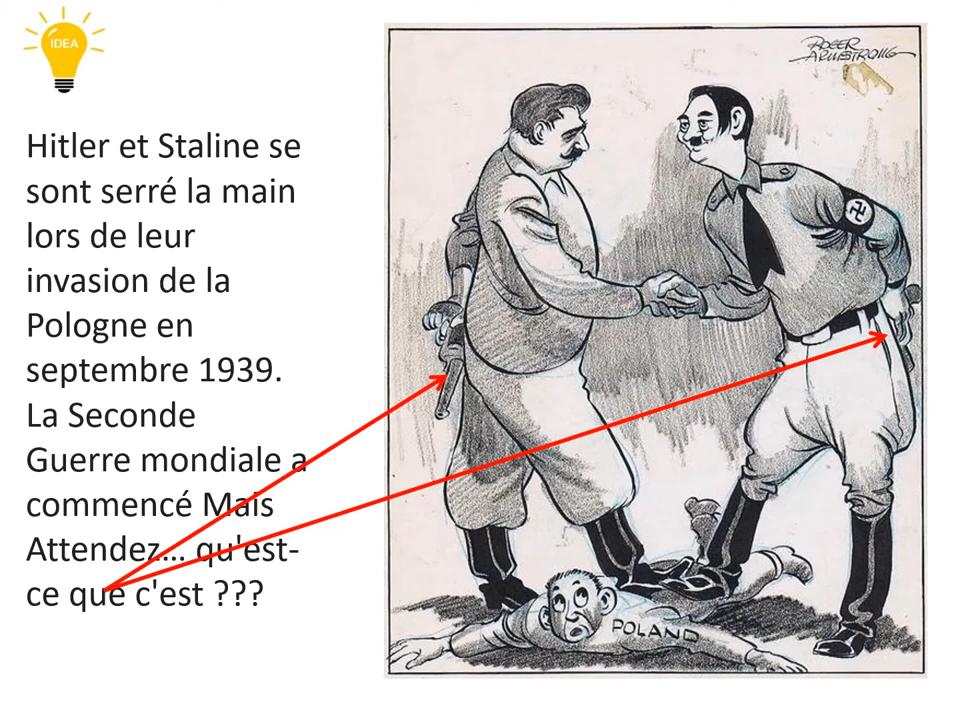 IDEA
Hitler et Staline se
sont serré la main
lors de leur
invasion de la
Pologne en
septembre 1939.
La Seconde
Guerre mondiale a
commencé Mais
Attendez... qu'est-
ce que c'est ???
ROGER
ARMSTRONG
POLAND